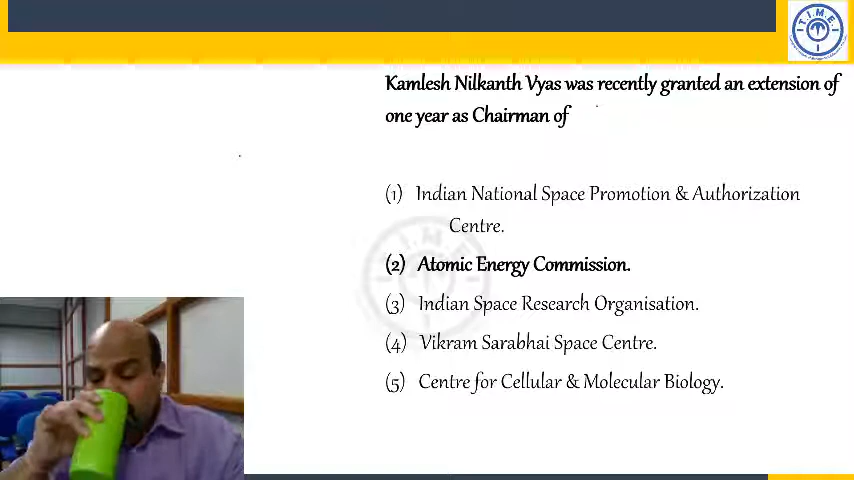 T.I.M.E.
Kamlesh Nilkanth Vyas was recently granted an extension of
one year as Chairman of
(1) Indian National Space Promotion & Authorization
Centre.
(2) Atomic Energy Commission.
(3) Indian Space Research Organisation.
(4) Vikram Sarabhai Space Centre.
(5) Centre for Cellular & Molecular Biology.